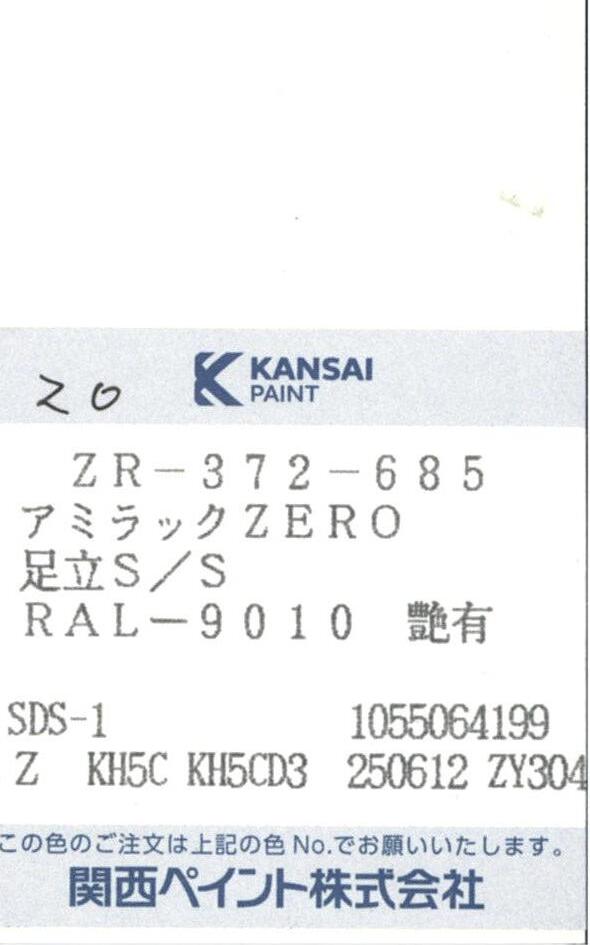 20
KANSAI
PAINT
ZR-372-685
アミラックZERO
足立S/S
RAL-9010 艶有
SDS-1 1055064199
Z KH5C KH5CD3 250612 ZY304
この色のご注文は上記の色No.でお願いいたします。
関西ペイント株式会社